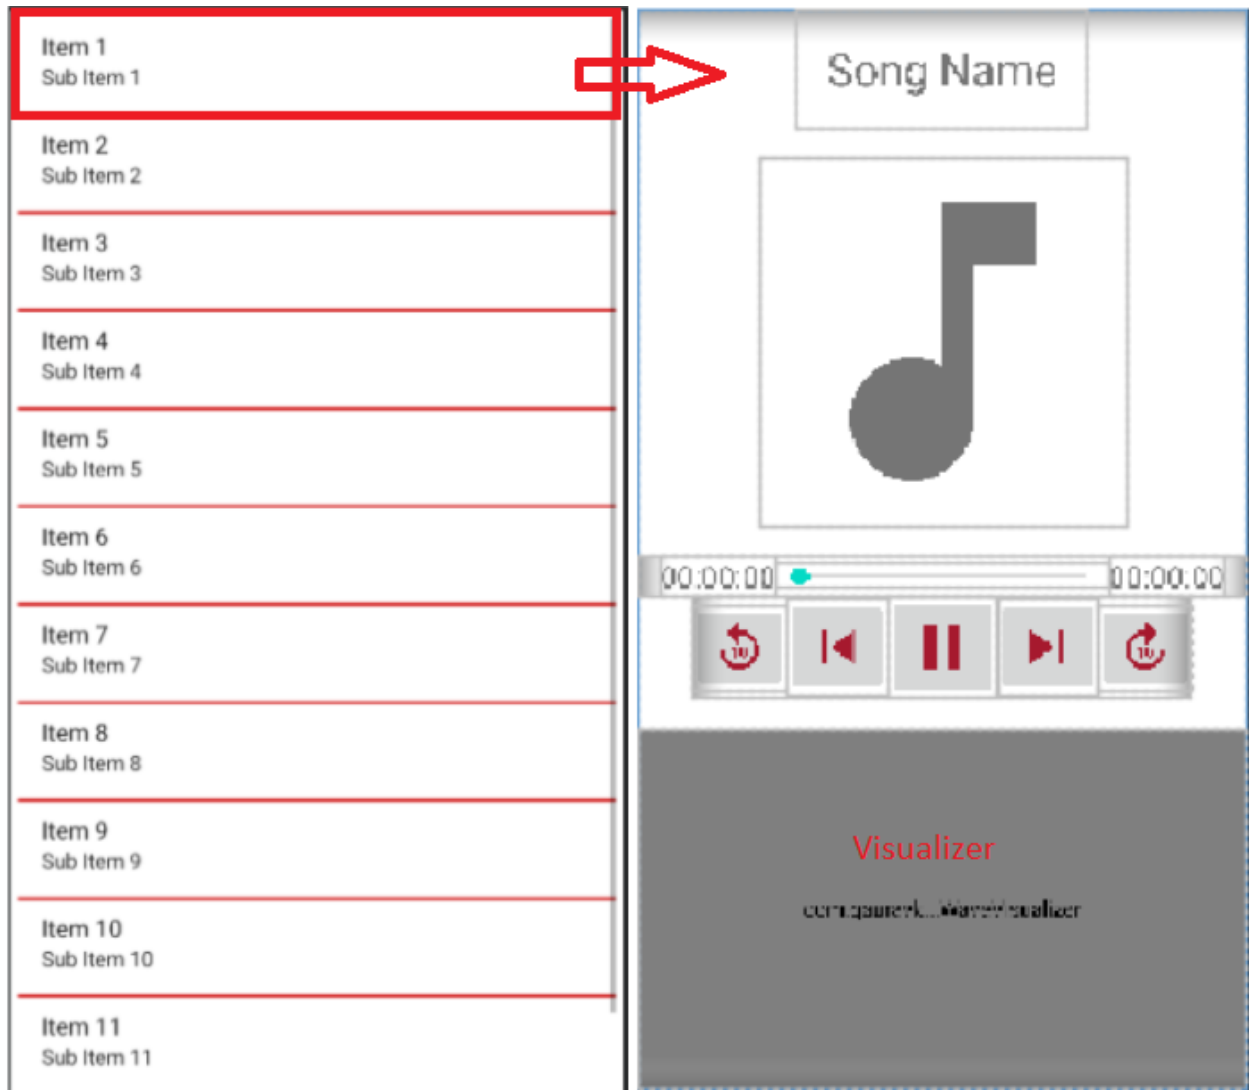 Item 1
Sub Item 1
Item 2
Sub Item 2
Item 3
Sub Item 3
Item 4
Sub Item 4
Item 5
Sub Item 5
Item 6
Sub Item 6
Item 7
Sub Item 7
Item 8
Sub Item 8
Item 9
Sub Item 9
Item 10
Sub Item 10
Item 11
Sub Item 11
Song Name
00:00:00 00:00:00
10 10
Visualizer